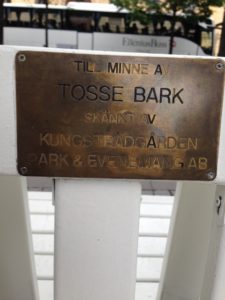 TILL MINNE AV
TOSSE BARK
SKÄNKT AV
KUNGSTRÄDGÅRDEN
PARK & EVENEMANG AB